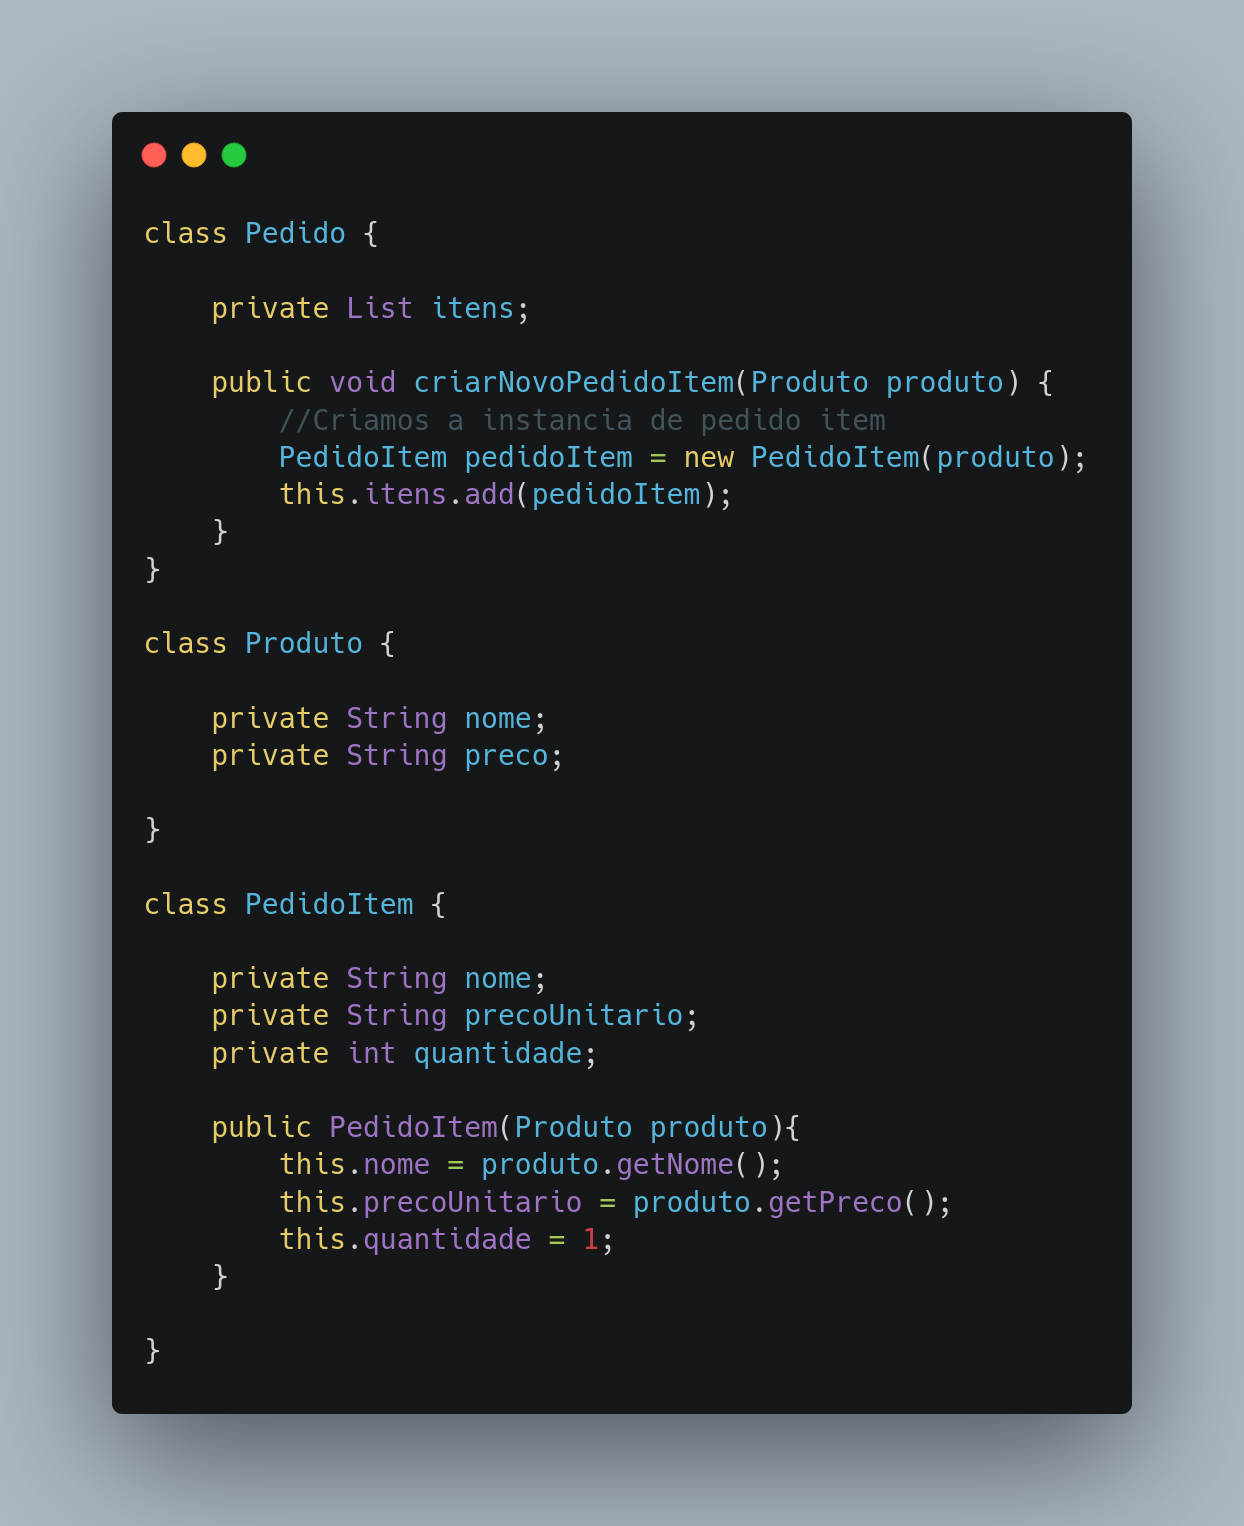 class Pedido {
    private List itens;
    public void criarNovoPedidoItem(Produto produto) {
        //Criamos a instancia de pedido item
        PedidoItem pedidoItem = new PedidoItem(produto);
        this.itens.add(pedidoItem);
    }
}
class Produto {
    private String nome;
    private String preco;
}
class PedidoItem {
    private String nome;
    private String precoUnitario;
    private int quantidade;
    public PedidoItem(Produto produto){
        this.nome = produto.getNome();
        this.precoUnitario = produto.getPreco();
        this.quantidade = 1;
    }
}